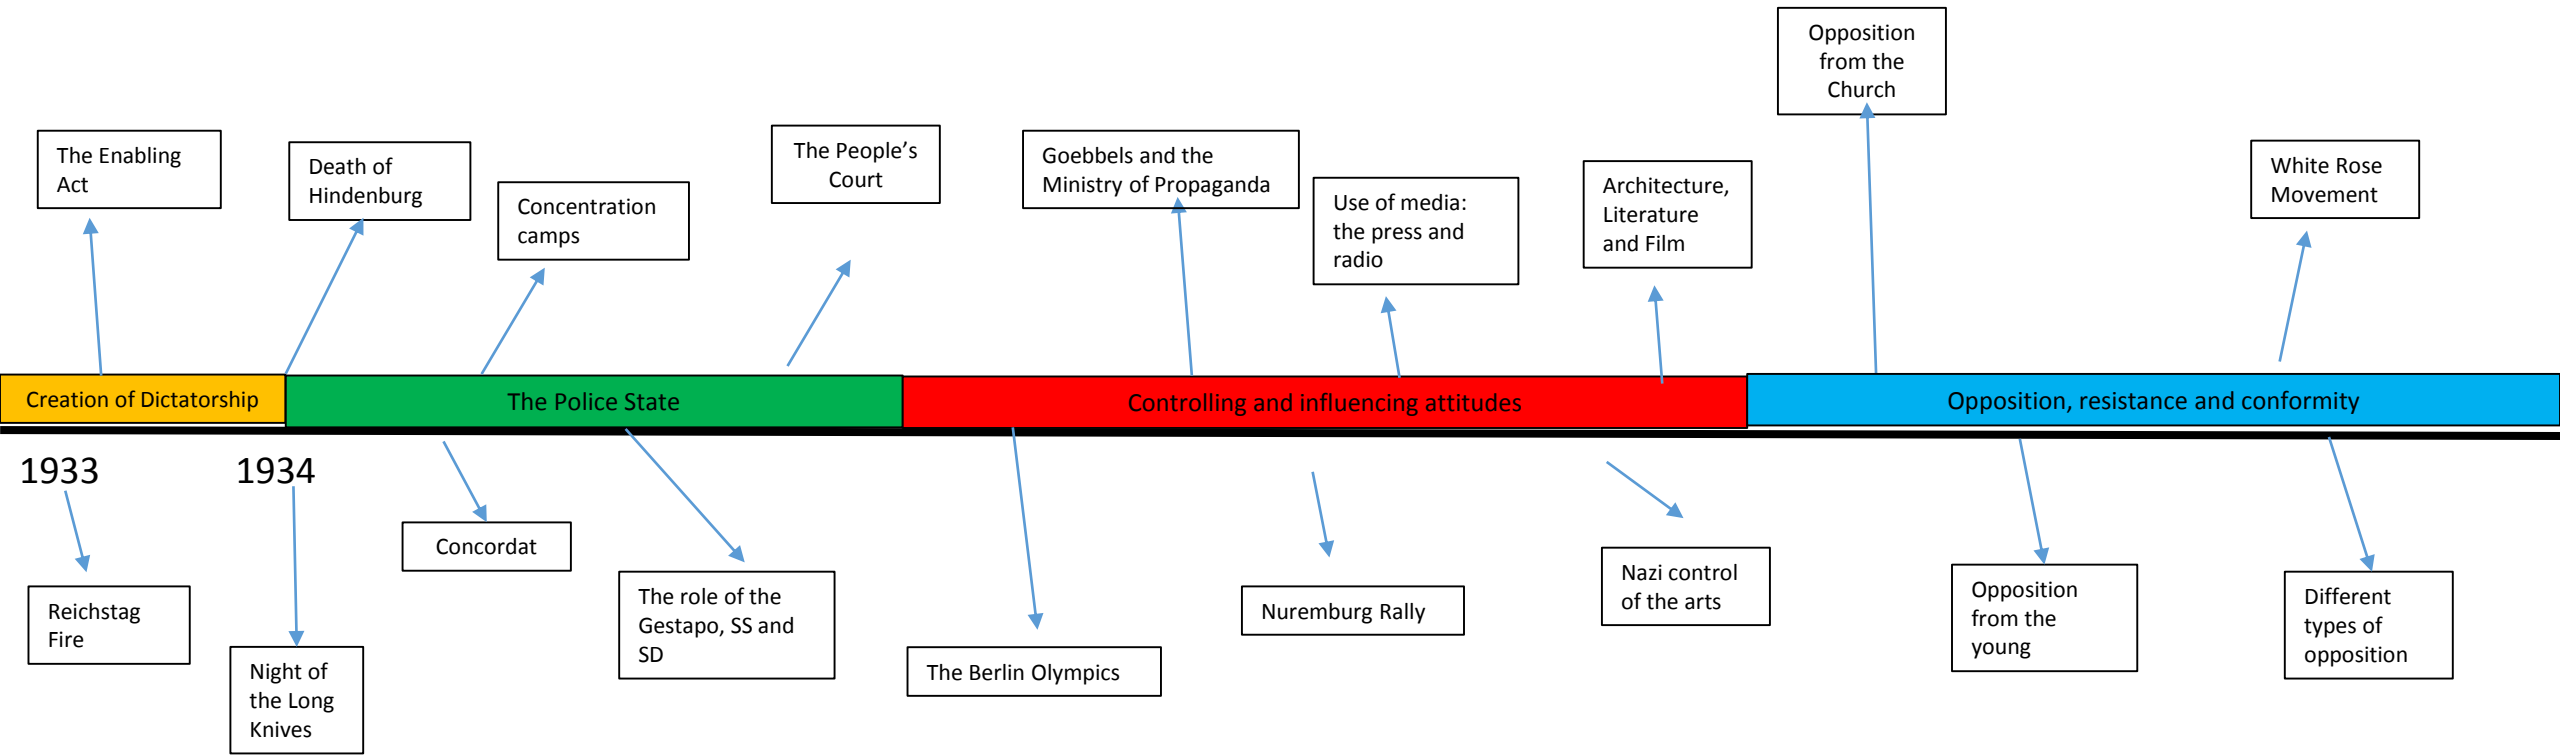 Opposition
from the
Church
The Enabling
Act
Death of
Hindenburg
Concentration
camps
The People’s
Court
Goebbels and the
Ministry of Propaganda
Use of media:
the press and
radio
Architecture,
Literature
and Film
White Rose
Movement
Creation of Dictatorship
The Police State
Controlling and influencing attitudes
Opposition, resistance and conformity
1933
1934
Reichstag
Fire
Night of
the Long
Knives
Concordat
The role of the
Gestapo, SS and
SD
The Berlin Olympics
Nuremburg Rally
Nazi control
of the arts
Opposition
from the
young
Different
types of
opposition